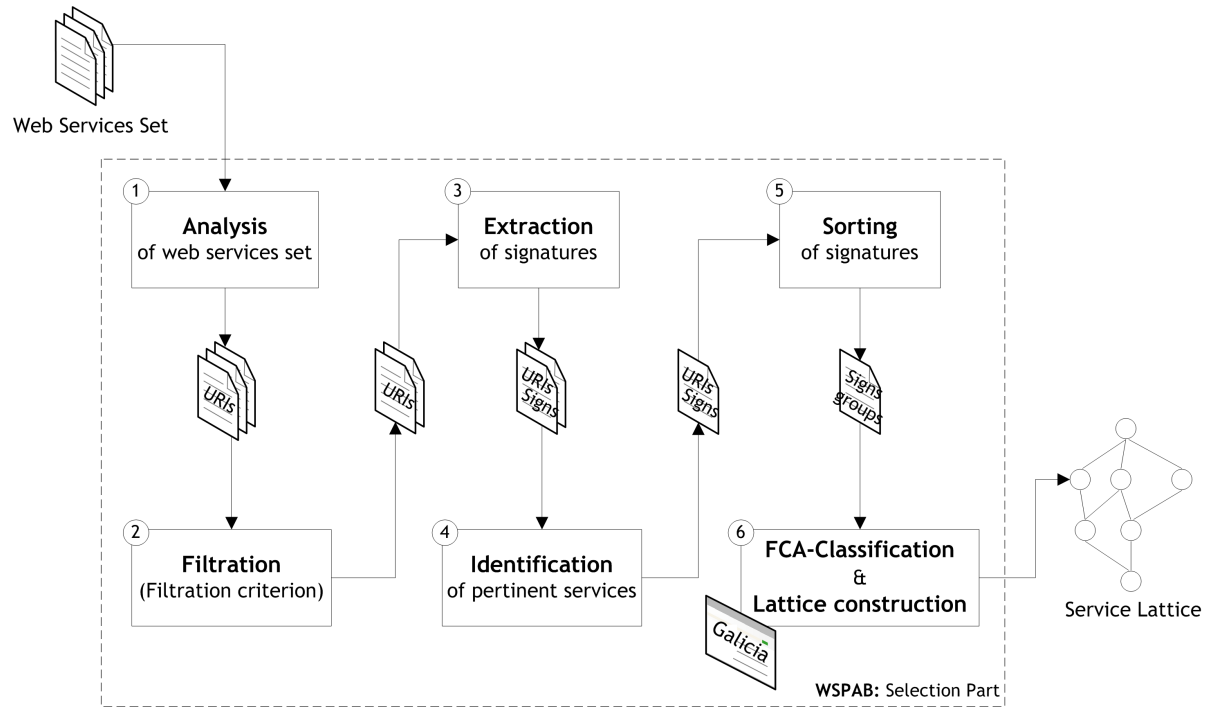 Web Services Set
1
Analysis
of web services set
URIs
2
Filtration
(Filtration criterion)
URIs
3
Extraction
of signatures
URIs
Signs
4
Identification
of pertinent services
URIs
Signs
5
Sorting
of signatures
Signs
groups
6
FCA-Classification
&
Lattice construction
Galicia
WSPAB: Selection Part
Service Lattice